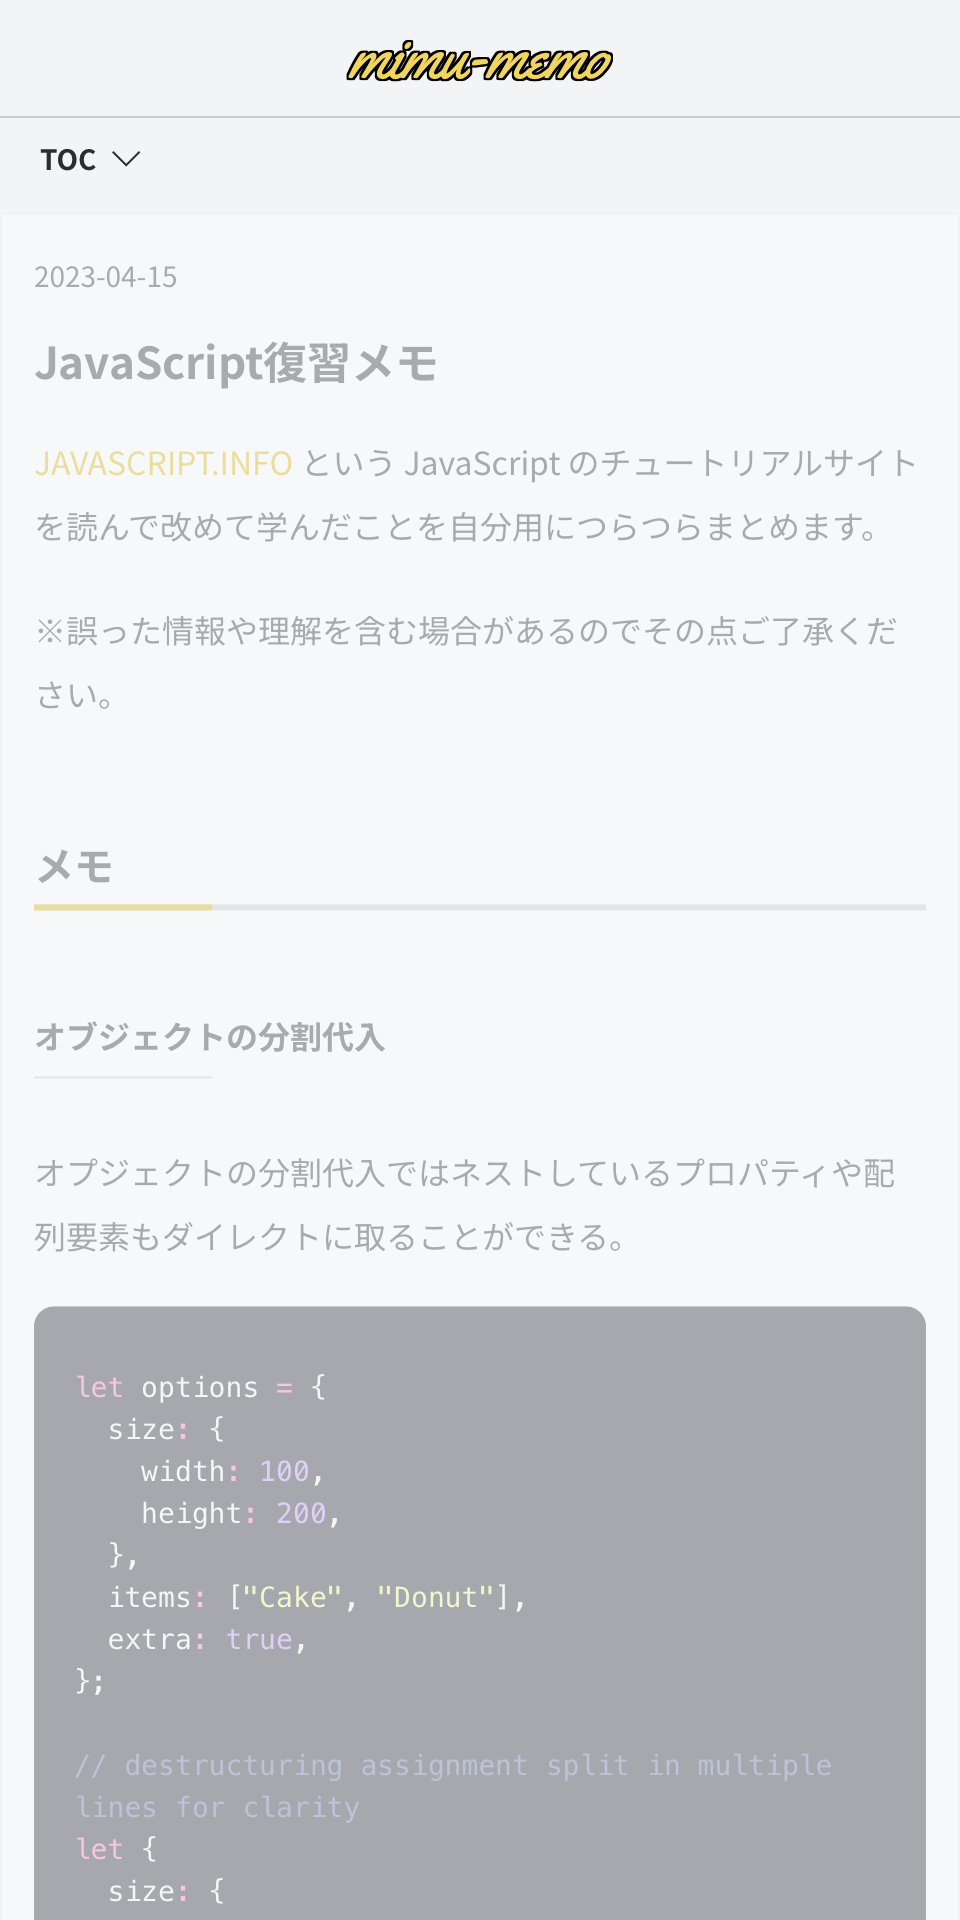 mimu-memo
TOC
2023-04-15
JavaScript復習メモ
JAVASCRIPT.INFO という JavaScript のチュートリアルサイト
を読んで改めて学んだことを自分用につらつらまとめます。
※誤った情報や理解を含む場合があるのでその点ご了承くだ
さい。
メモ
オブジェクトの分割代入
オプジェクトの分割代入ではネストしているプロパティや配
列要素もダイレクトに取ることができる。
let options = {
  size: {
    width: 100,
    height: 200,
  },
  items: ["Cake", "Donut"],
  extra: true,
};
// destructuring assignment split in multiple
lines for clarity
let {
  size: {